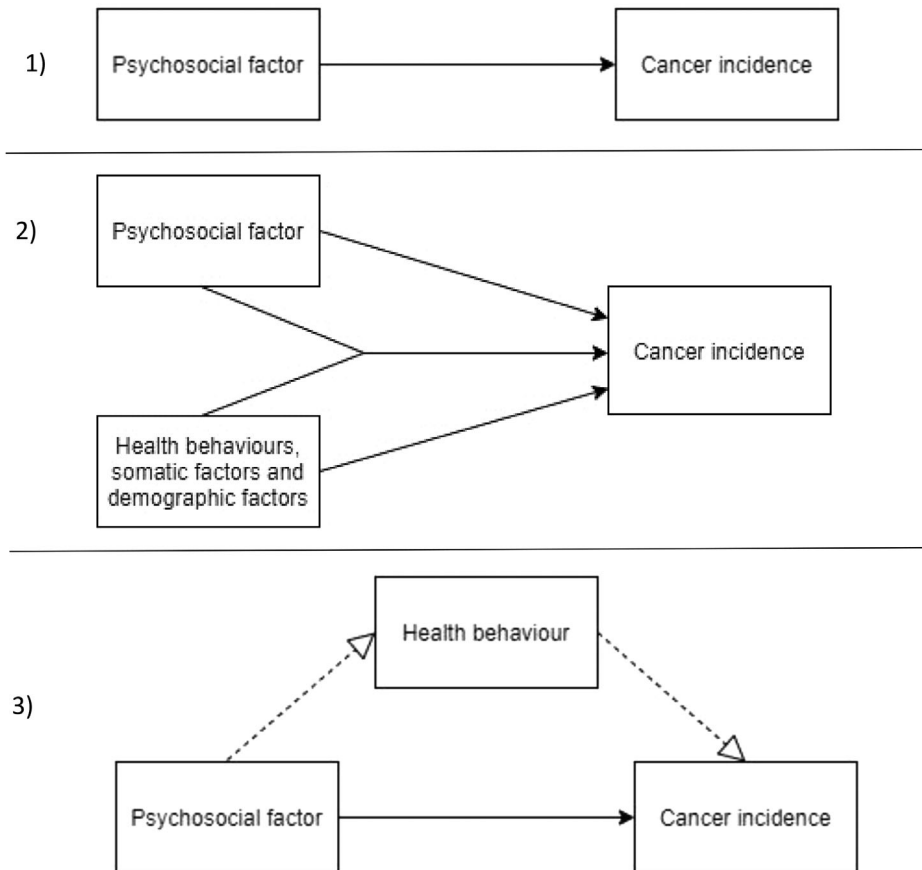 1)
Psychosocial factor
Cancer incidence
2)
Psychosocial factor
Cancer incidence
Health behaviours,
somatic factors and
demographic factors
3)
Health behaviour
Psychosocial factor
Cancer incidence